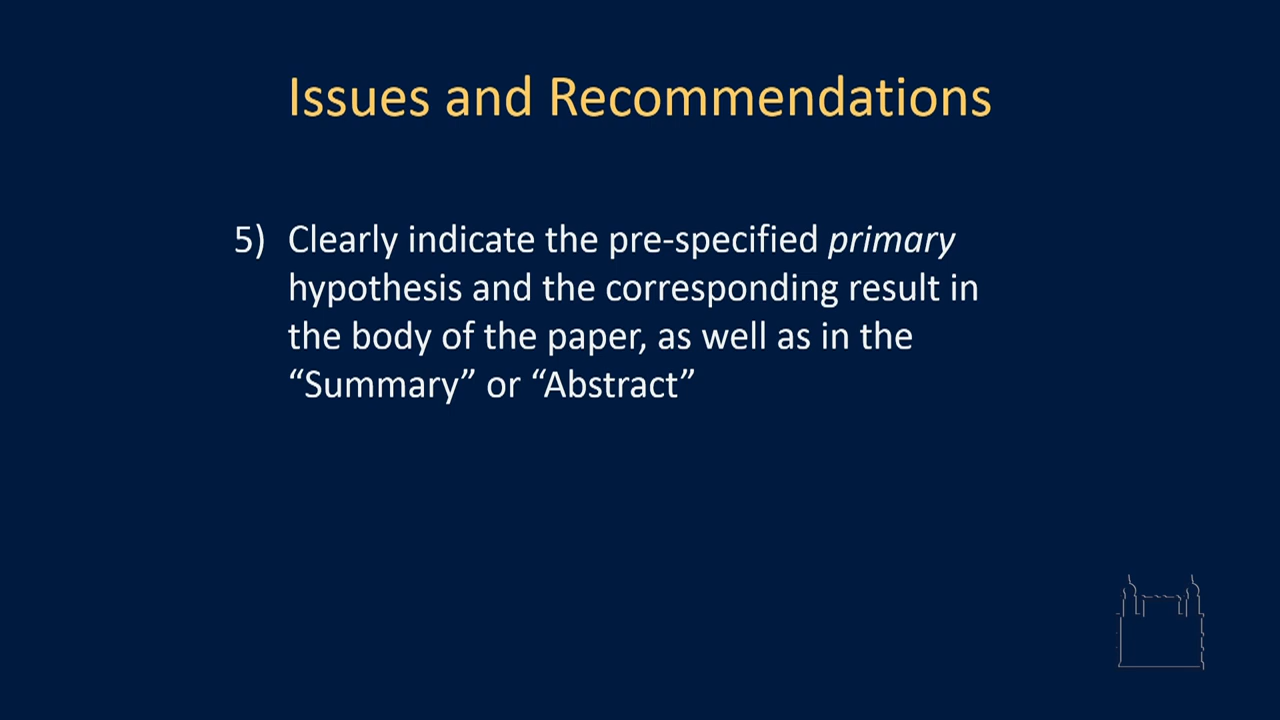 Issues and Recommendations
5) Clearly indicate the pre-specified primary
hypothesis and the corresponding result in
the body of the paper, as well as in the
“Summary” or “Abstract”